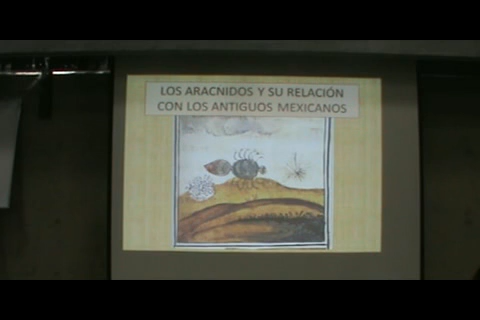 LOS ARACNIDOS Y SU RELACIÓN
CON LOS ANTIGUOS MEXICANOS